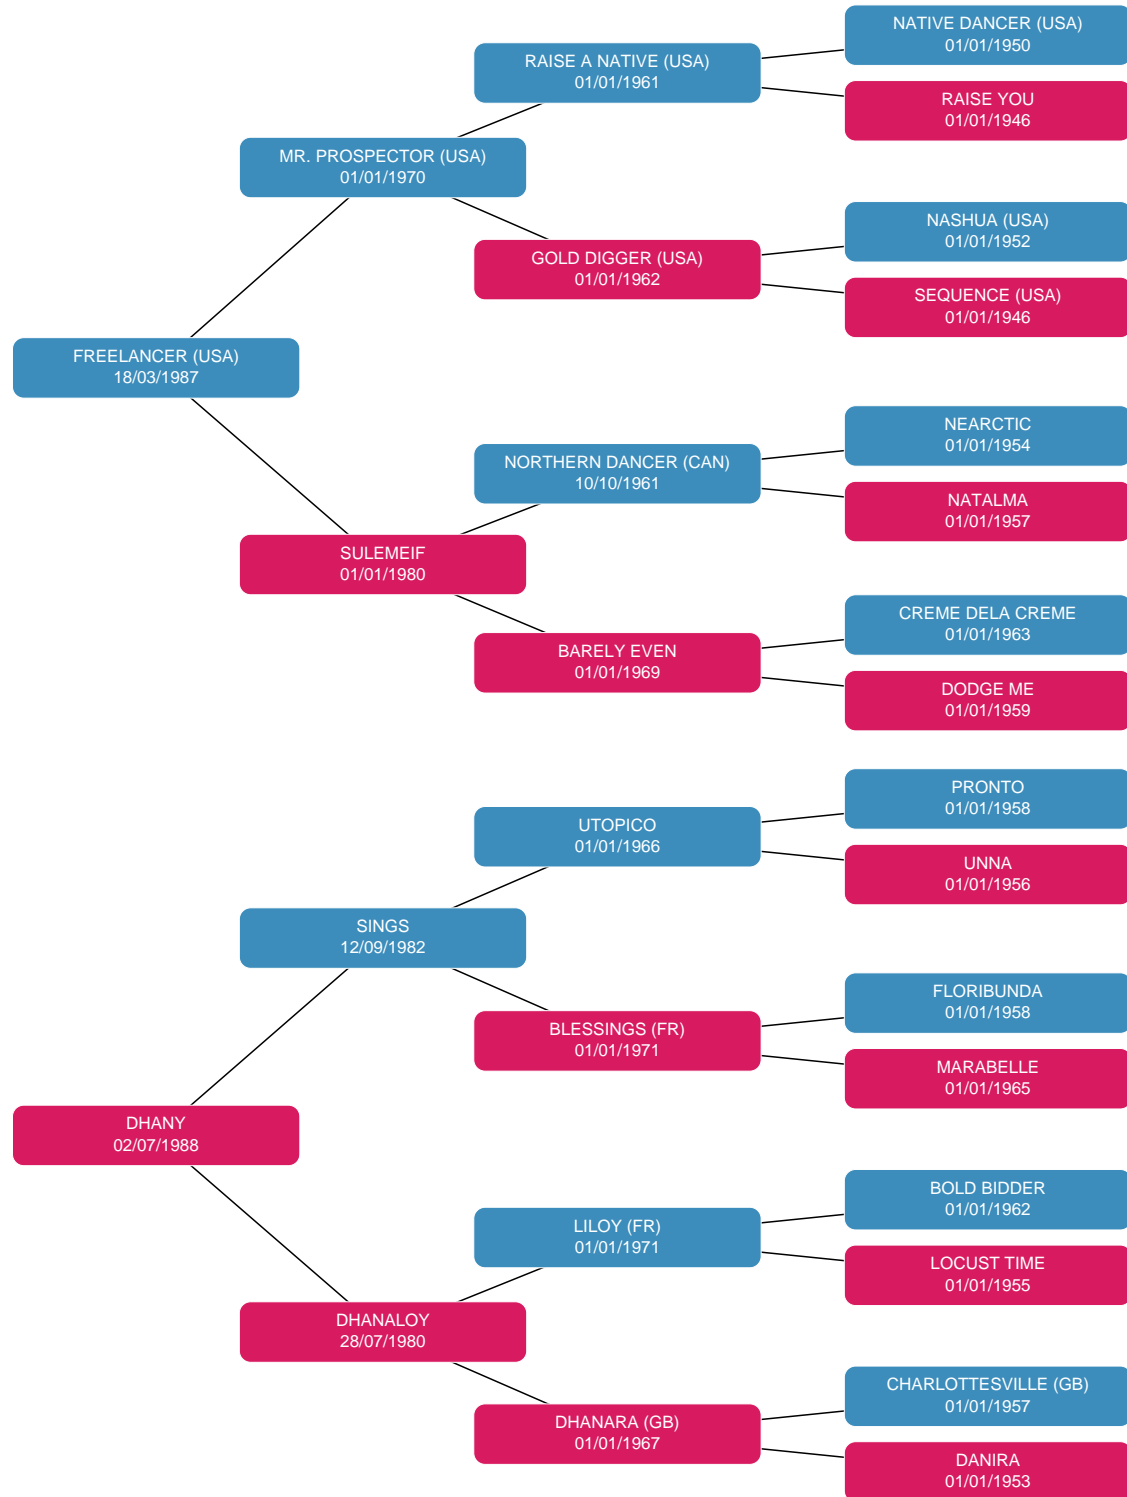 NATIVE DANCER (USA)
01/01/1950
RAISE A NATIVE (USA)
01/01/1961
RAISE YOU
01/01/1946
MR. PROSPECTOR (USA)
01/01/1970
NASHUA (USA)
01/01/1952
GOLD DIGGER (USA)
01/01/1962
SEQUENCE (USA)
01/01/1946
FREELANCER (USA)
18/03/1987
NEARCTIC
01/01/1954
NORTHERN DANCER (CAN)
10/10/1961
NATALMA
01/01/1957
SULEMEIF
01/01/1980
CREME DELA CREME
01/01/1963
BARELY EVEN
01/01/1969
DODGE ME
01/01/1959
PRONTO
01/01/1958
UTOPICO
01/01/1966
UNNA
01/01/1956
SINGS
12/09/1982
FLORIBUNDA
01/01/1958
BLESSINGS (FR)
01/01/1971
MARABELLE
01/01/1965
DHANY
02/07/1988
BOLD BIDDER
01/01/1962
LILOY (FR)
01/01/1971
LOCUST TIME
01/01/1955
DHANALOY
28/07/1980
CHARLOTTESVILLE (GB)
01/01/1957
DHANARA (GB)
01/01/1967
DANIRA
01/01/1953